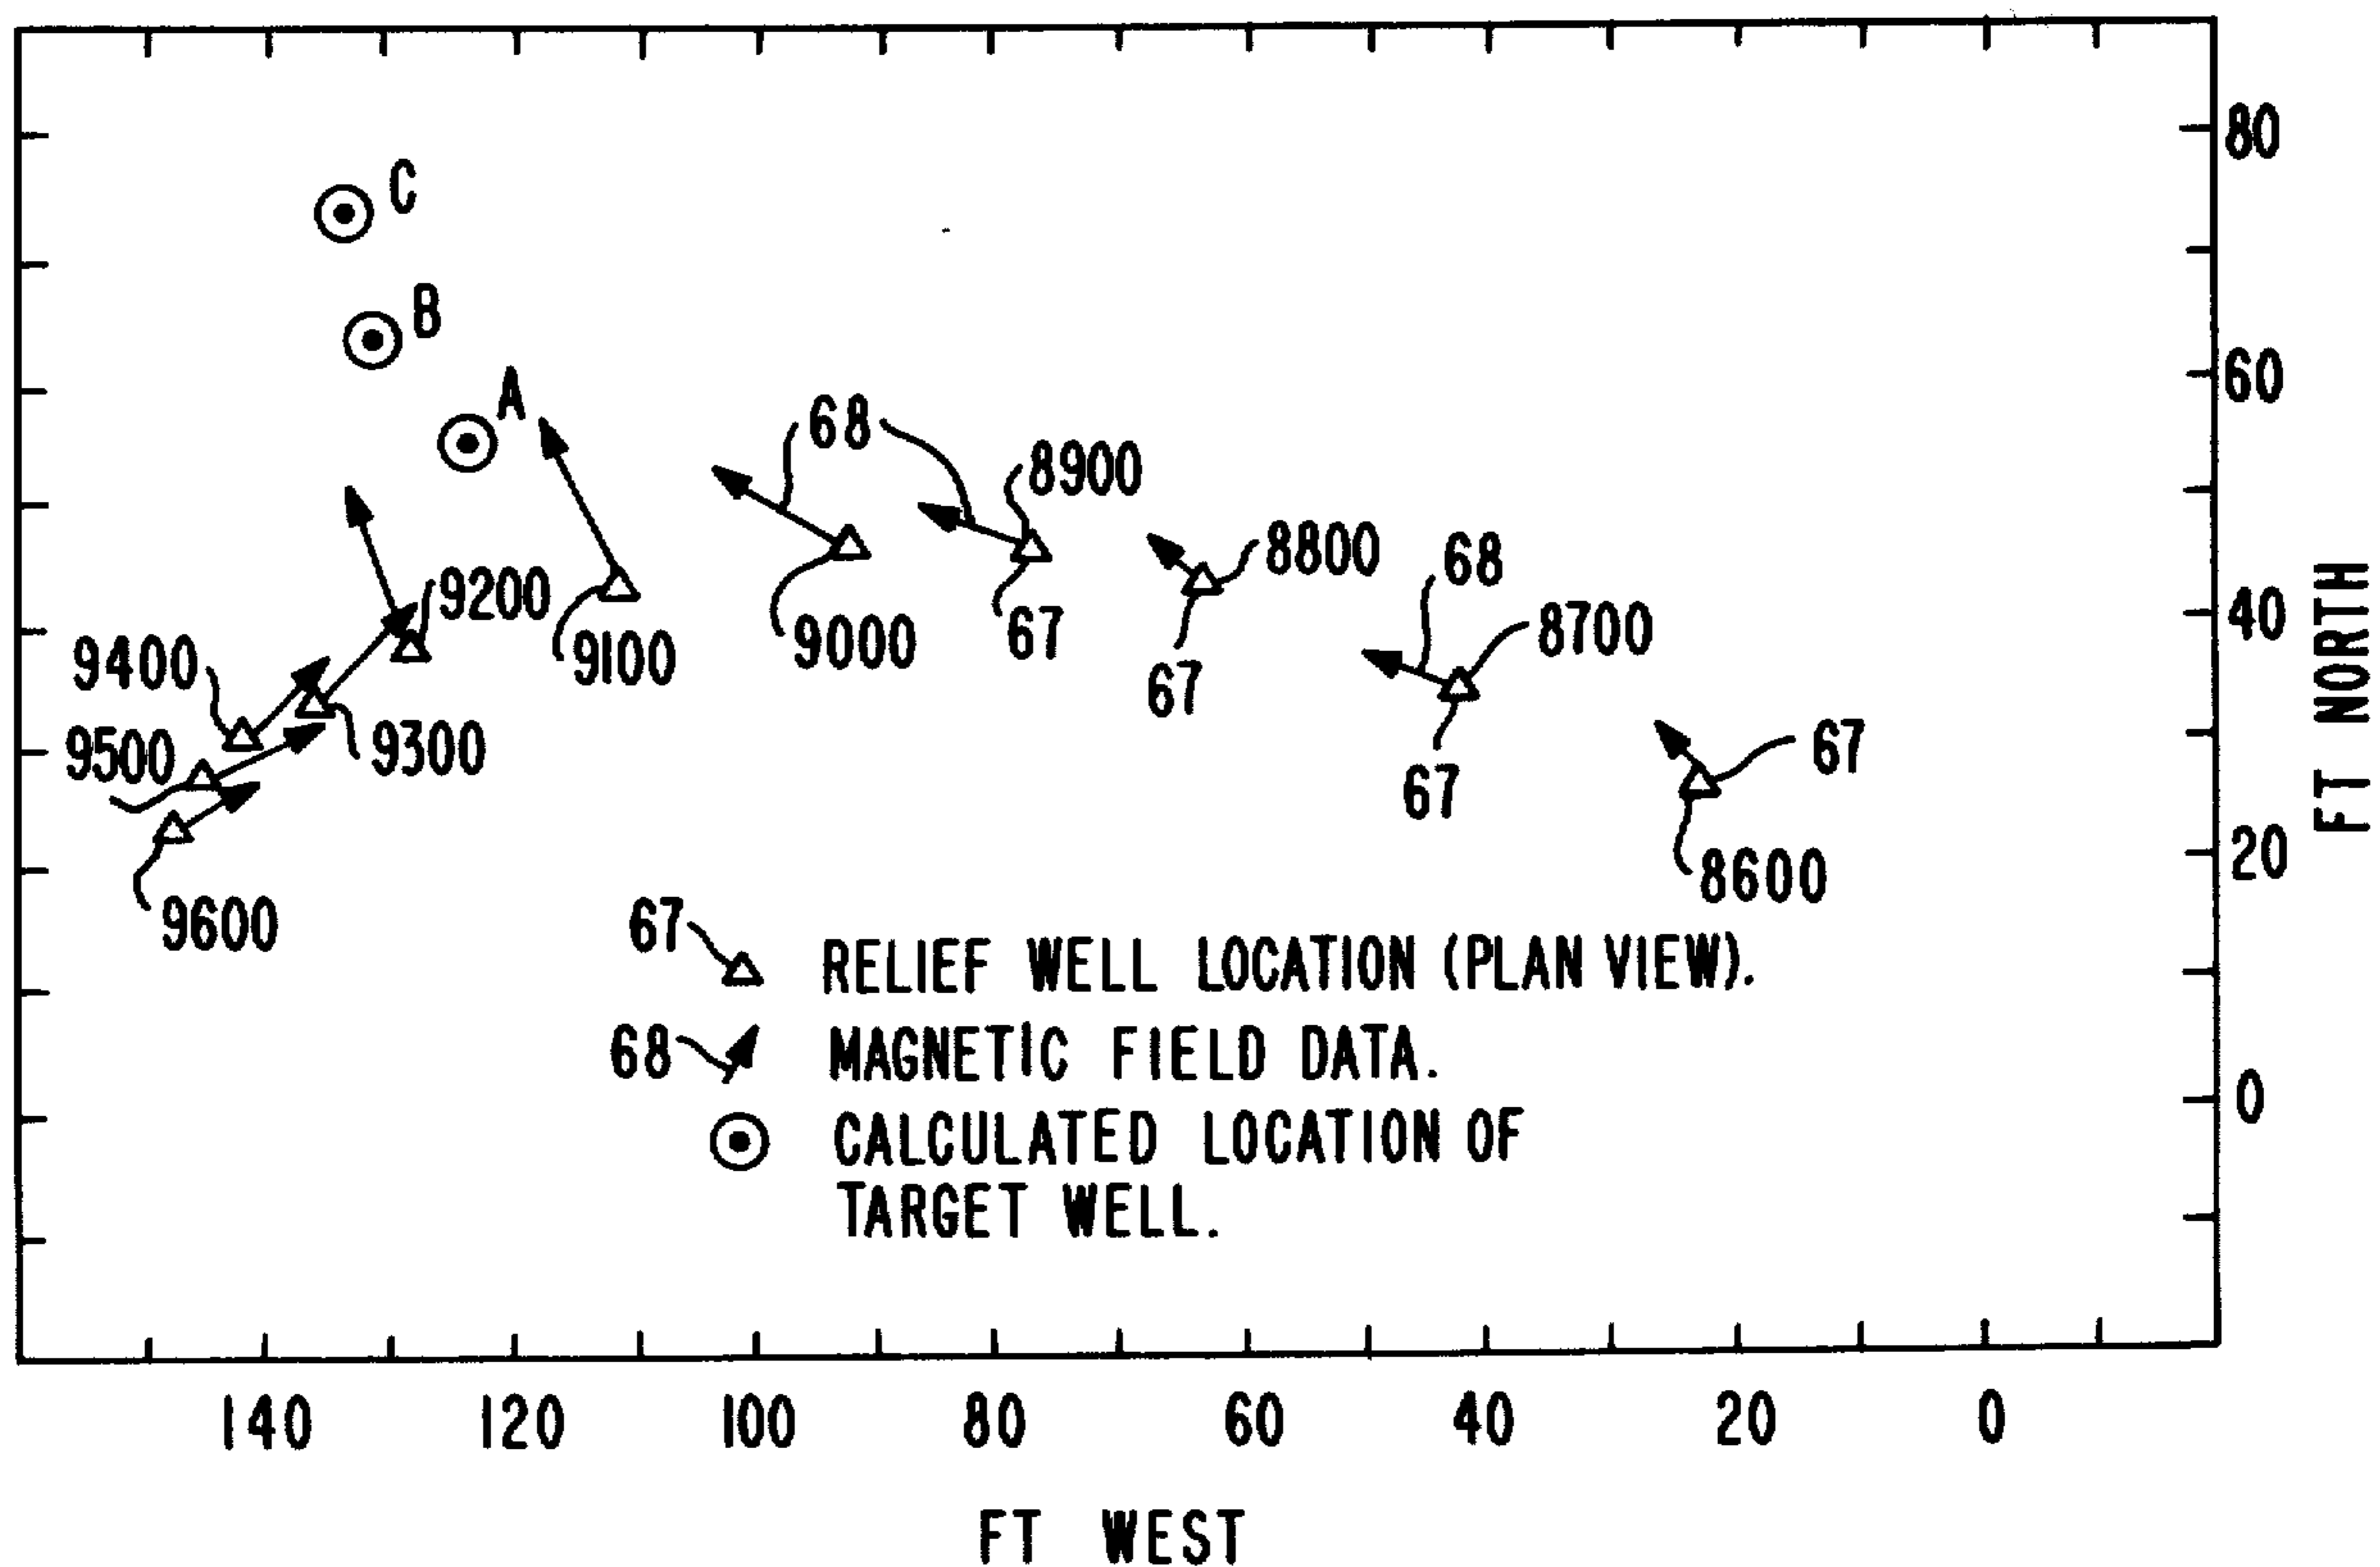 80
C
B
60
A
68
8900
8800
68
40
9200
8700
9400
9100
9000
67
67
9500
9300
67
67
20
8600
9600
67 RELIEF WELL LOCATION (PLAN VIEW).
68 MAGNETIC FIELD DATA.
0
CALCULATED LOCATION OF
TARGET WELL.
FT NORTH
140 120 100 80 60 40 20 0
FT WEST